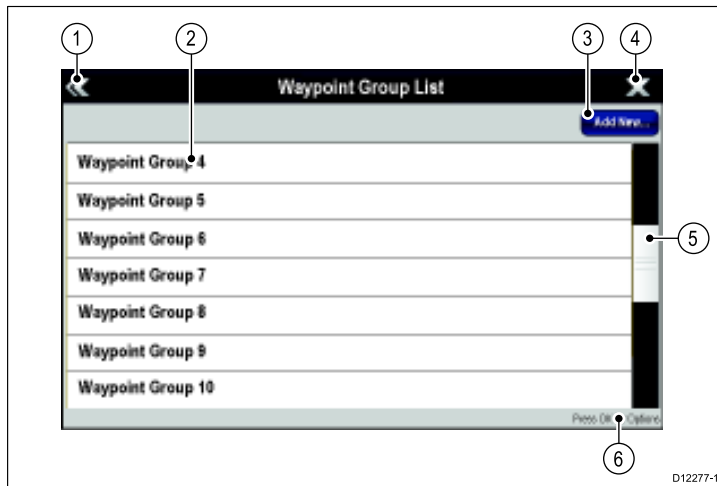 1 2 3 4
Waypoint Group List
Add New...
Waypoint Group 4
Waypoint Group 5
Waypoint Group 6
5
Waypoint Group 7
Waypoint Group 8
Waypoint Group 9
Waypoint Group 10
Press OK Options
6
D12277-1